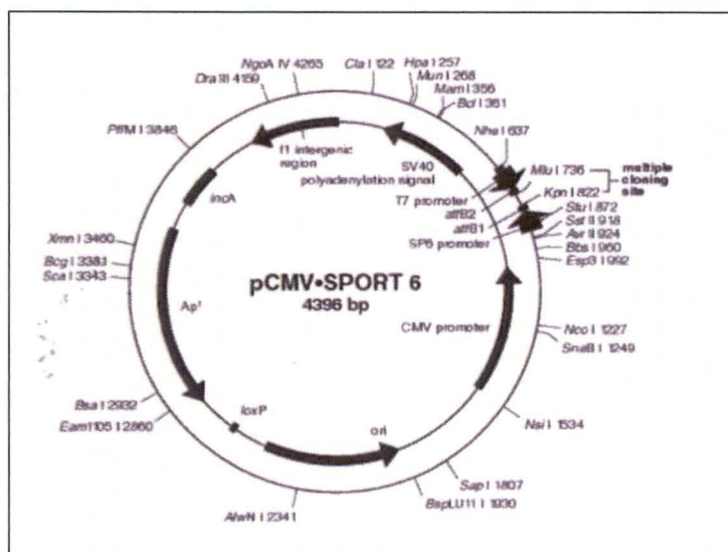 NgoA IV 4265
Dra III 4159
PflM I 3846
Xmn I 3460
Bcg I 3381
Sca I 3343
Bsa I 2932
Eam1105 I 2860
AlwN I 2341
BspLU11 I 1930
Sap I 1807
Nsi I 1534
SnaB I 1249
Nco I 1227
Esp3 I 992
Bbs I 960
Avr II 924
Sst II 918
Stu I 872
Kpn I 822
Mlu I 736
multiple
cloning
site
Nhe I 637
Bcl I 361
Mam I 356
Mun I 268
Hpa I 257
Cla I 122
f1 intergenic
region
SV40
polyadenylation signal
T7 promoter
attB2
attB1
SP6 promoter
incA
pCMV•SPORT 6
4396 bp
CMV promoter
Apr
loxP
ori